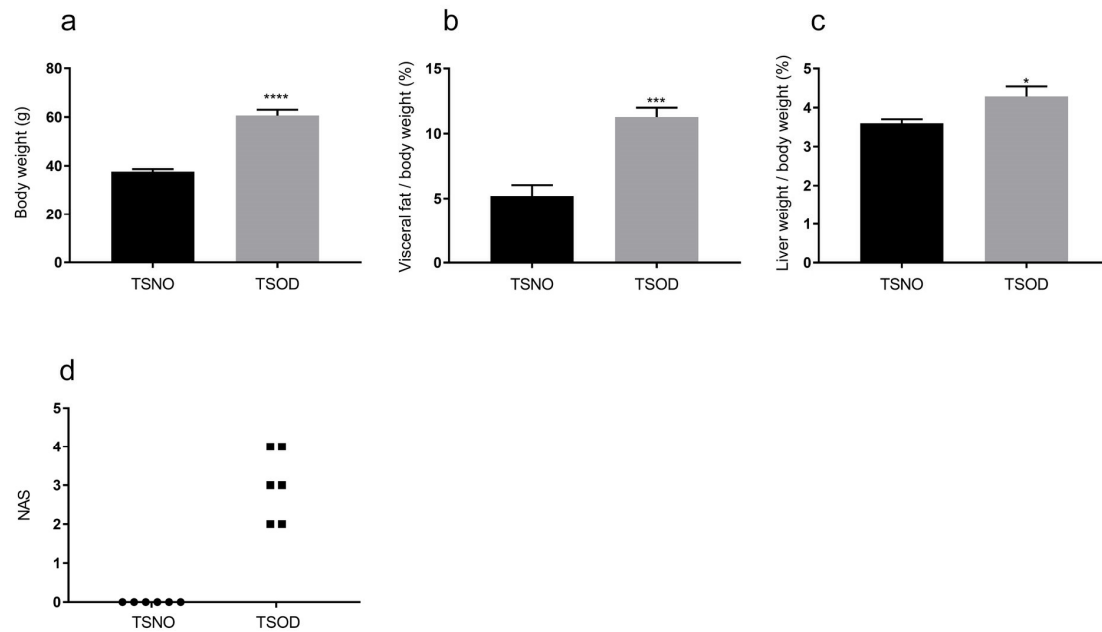 a
Body weight (g)
80
60
40
20
0
****
TSNO
TSOD
b
Visceral fat / body weight (%)
15
10
5
0
***
TSNO
TSOD
c
Liver weight / body weight (%)
5
4
3
2
1
0
*
TSNO
TSOD
d
NAS
5
4
3
2
1
0
TSNO
TSOD